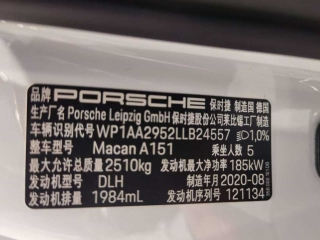 品牌 PORSCHE 保时捷 制造国 德国
生产厂名 Porsche Leipzig GmbH 保时捷股份公司莱比锡工厂制造
车辆识别代号 WP1AA2952LLB24557 1,0%
整车型号 Macan A151 乘坐人数 5
最大允许总质量 2510kg 发动机最大净功率 185kW
发动机型号 DLH 制造年月 2020-08
发动机排量 1984mL 发动机序列号 121134